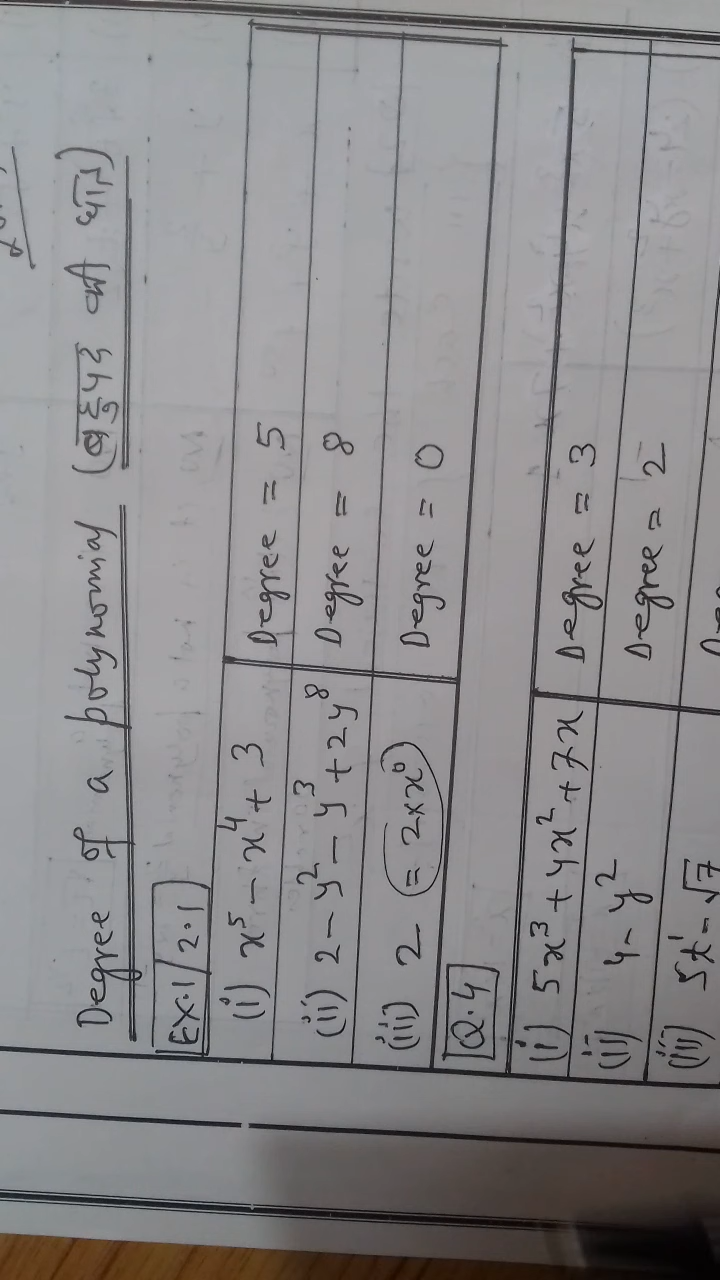 Degree of a polynomial (बहुपद की घात)
EX.1/2.1
(i) x⁵ − x⁴ + 3 Degree = 5
(ii) 2 − y² − y³ + 2y⁸ Degree = 8
(iii) 2 (= 2×x⁰) Degree = 0
Q.4
(i) 5x³ + 4x² + 7x Degree = 3
(ii) 4 − y² Degree = 2
(iii) 5t¹ − √7